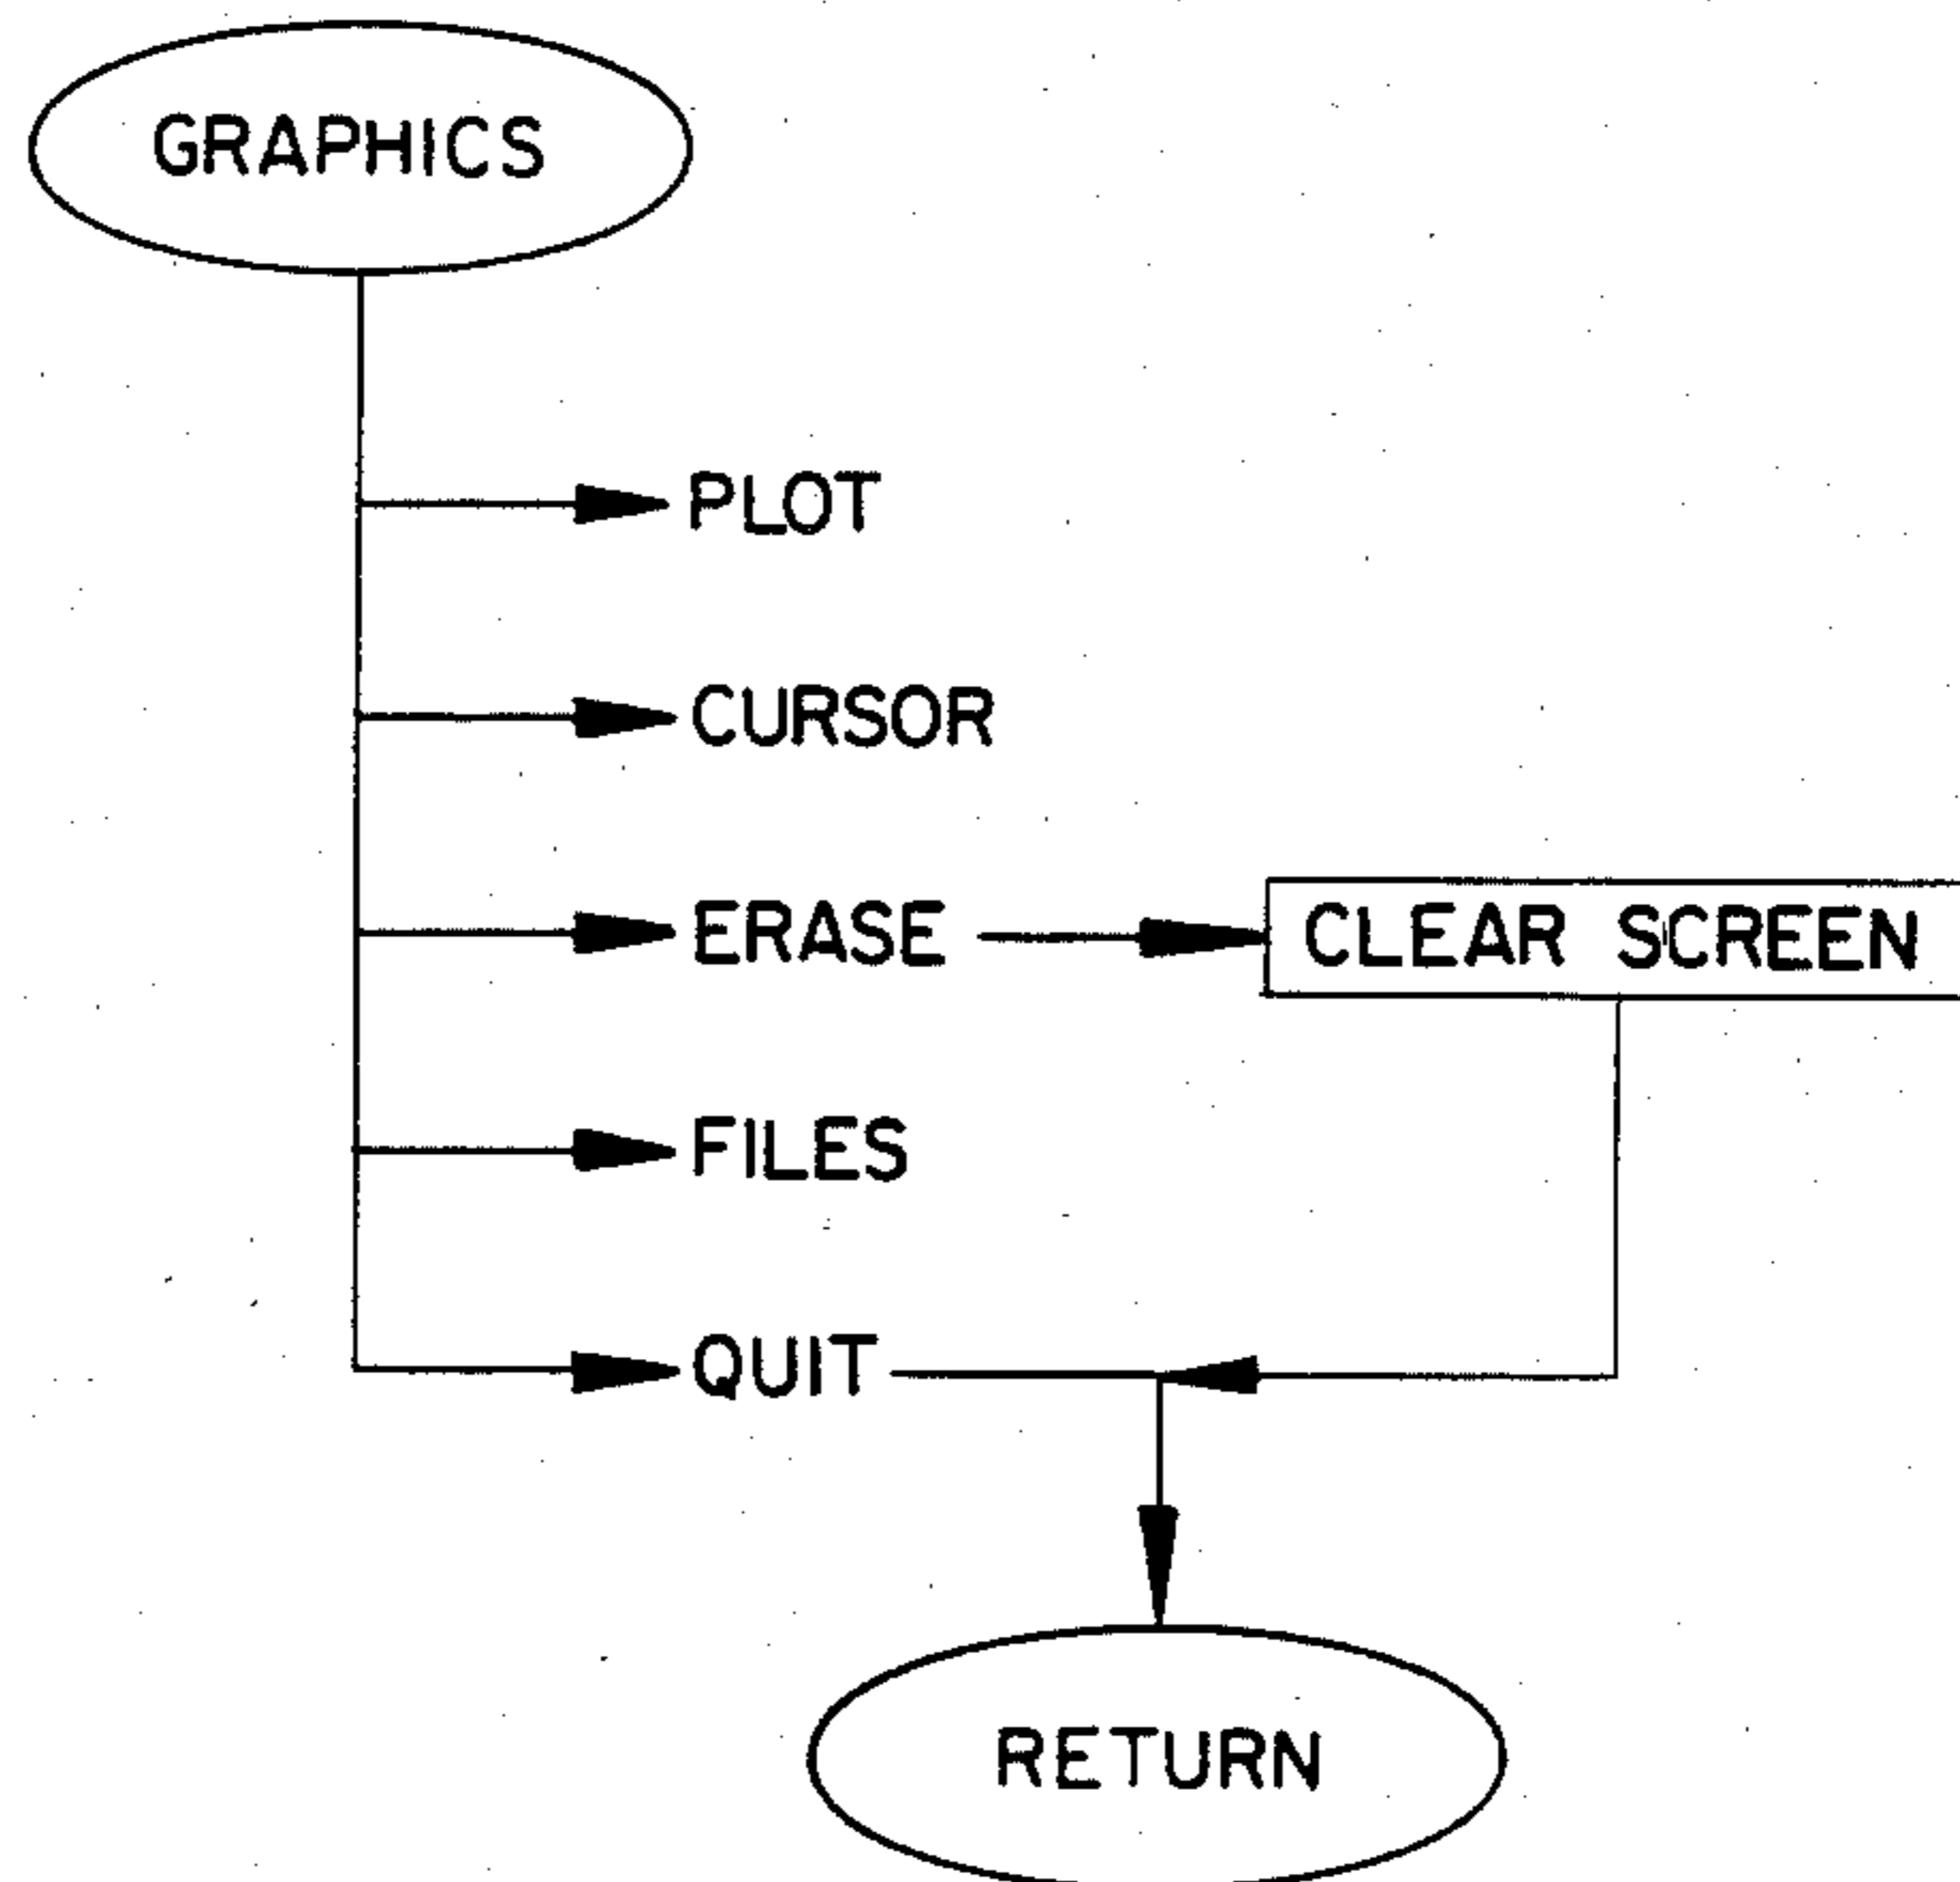 GRAPHICS
PLOT
CURSOR
ERASE
CLEAR SCREEN
FILES
QUIT
RETURN